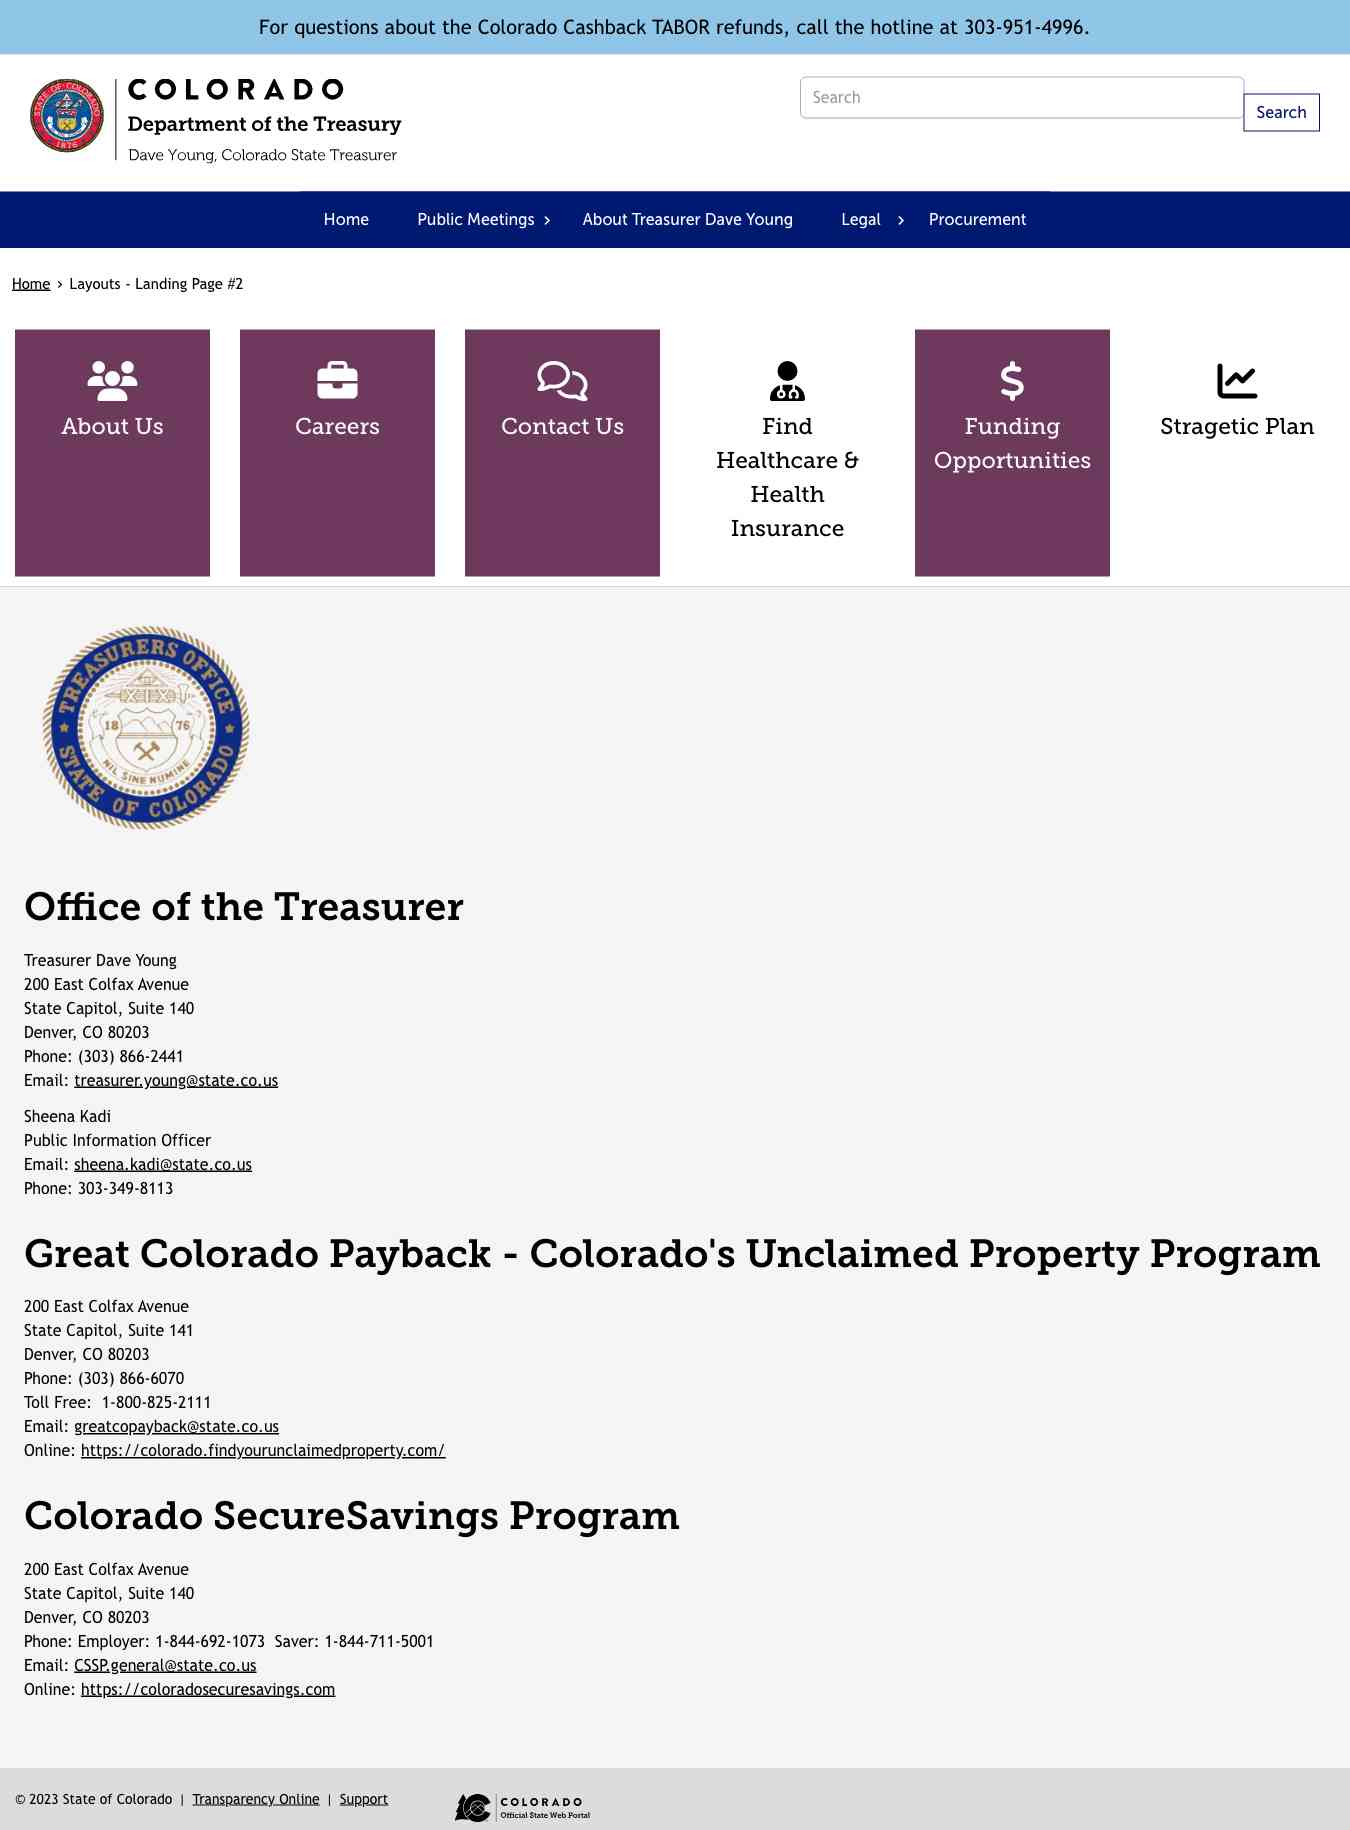 For questions about the Colorado Cashback TABOR refunds, call the hotline at 303-951-4996.
STATE OF COLORADO
1876
COLORADO
Department of the Treasury
Dave Young, Colorado State Treasurer
Search
Search
Home Public Meetings › About Treasurer Dave Young Legal › Procurement
Home › Layouts - Landing Page #2
About Us
Careers
Contact Us
Find
Healthcare &
Health
Insurance
Funding
Opportunities
Stragetic Plan
TREASURERS OFFICE
18 76
NIL SINE NUMINE
STATE OF COLORADO
Office of the Treasurer
Treasurer Dave Young
200 East Colfax Avenue
State Capitol, Suite 140
Denver, CO 80203
Phone: (303) 866-2441
Email: treasurer.young@state.co.us
Sheena Kadi
Public Information Officer
Email: sheena.kadi@state.co.us
Phone: 303-349-8113
Great Colorado Payback - Colorado's Unclaimed Property Program
200 East Colfax Avenue
State Capitol, Suite 141
Denver, CO 80203
Phone: (303) 866-6070
Toll Free:  1-800-825-2111
Email: greatcopayback@state.co.us
Online: https://colorado.findyourunclaimedproperty.com/
Colorado SecureSavings Program
200 East Colfax Avenue
State Capitol, Suite 140
Denver, CO 80203
Phone: Employer: 1-844-692-1073  Saver: 1-844-711-5001
Email: CSSP.general@state.co.us
Online: https://coloradosecuresavings.com
© 2023 State of Colorado | Transparency Online | Support
COLORADO
Official State Web Portal